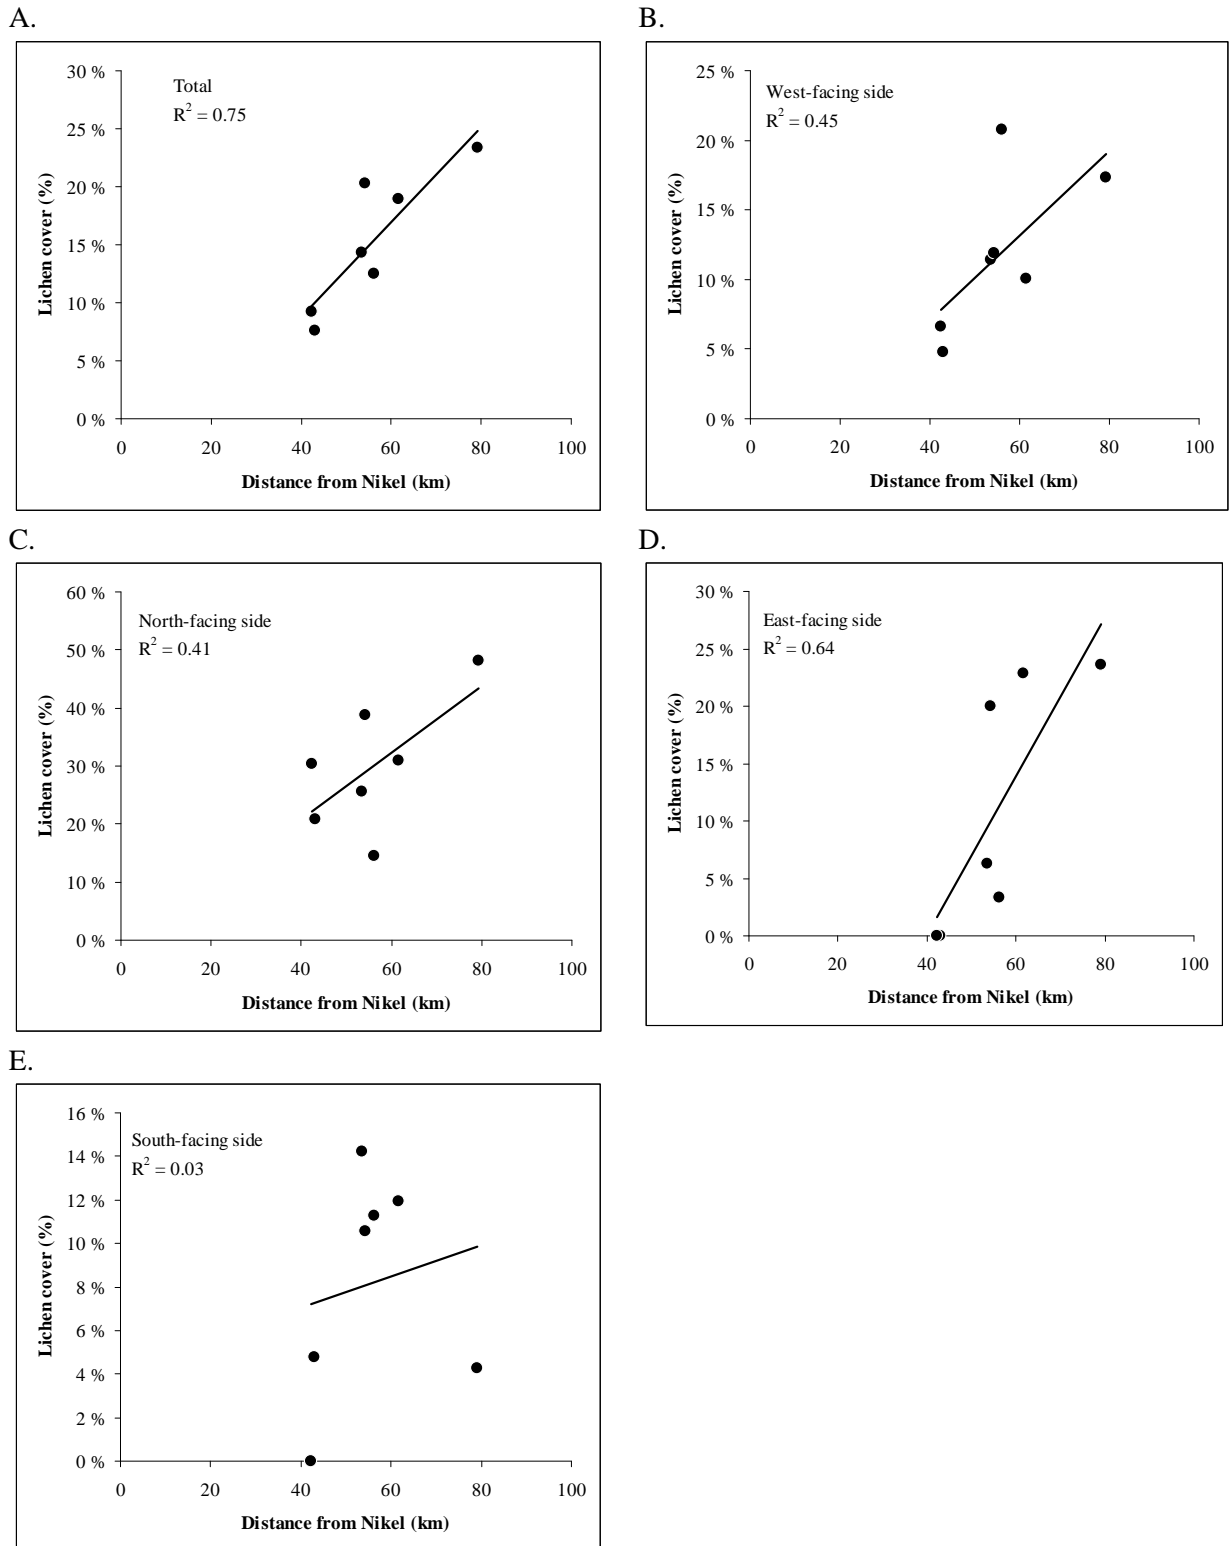 A.
Total
R² = 0.75
30 %
25 %
20 %
15 %
10 %
5 %
0 %
Lichen cover (%)
0 20 40 60 80 100
Distance from Nikel (km)
B.
West-facing side
R² = 0.45
25 %
20 %
15 %
10 %
5 %
0 %
Lichen cover (%)
0 20 40 60 80 100
Distance from Nikel (km)
C.
North-facing side
R² = 0.41
60 %
50 %
40 %
30 %
20 %
10 %
0 %
Lichen cover (%)
0 20 40 60 80 100
Distance from Nikel (km)
D.
East-facing side
R² = 0.64
30 %
25 %
20 %
15 %
10 %
5 %
0 %
Lichen cover (%)
0 20 40 60 80 100
Distance from Nikel (km)
E.
South-facing side
R² = 0.03
16 %
14 %
12 %
10 %
8 %
6 %
4 %
2 %
0 %
Lichen cover (%)
0 20 40 60 80 100
Distance from Nikel (km)